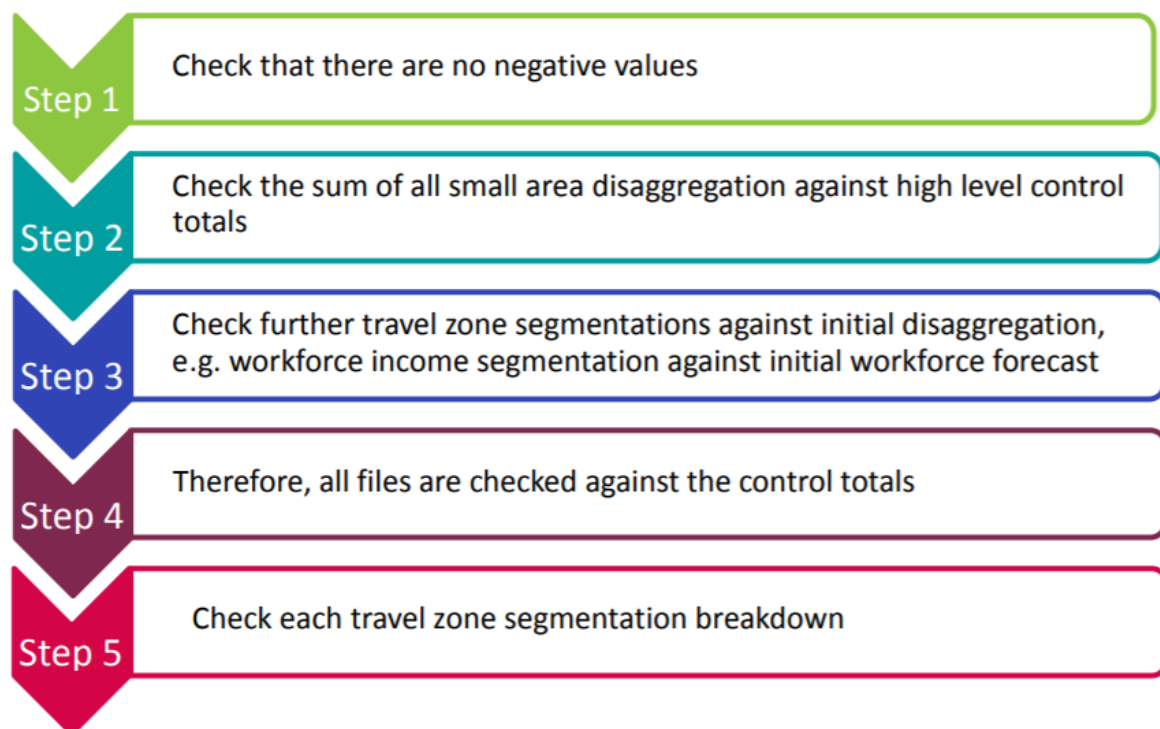 Step 1
Check that there are no negative values
Step 2
Check the sum of all small area disaggregation against high level control
totals
Step 3
Check further travel zone segmentations against initial disaggregation,
e.g. workforce income segmentation against initial workforce forecast
Step 4
Therefore, all files are checked against the control totals
Step 5
Check each travel zone segmentation breakdown